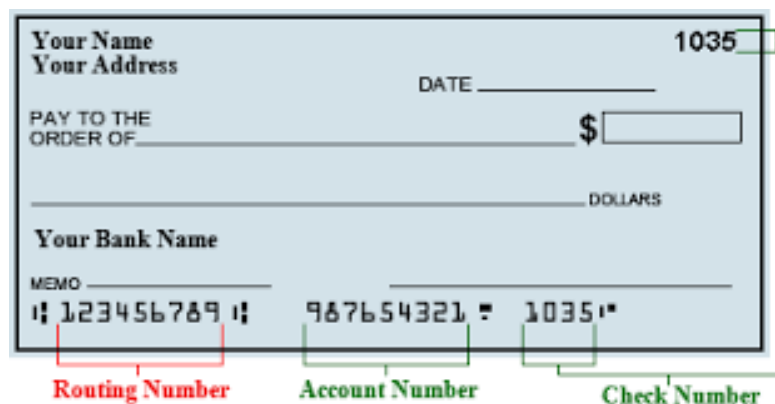 Your Name 1035
Your Address
DATE
PAY TO THE
ORDER OF $
DOLLARS
Your Bank Name
MEMO
⑆123456789⑆ 987654321⑈ 1035⑈
Routing Number Account Number Check Number